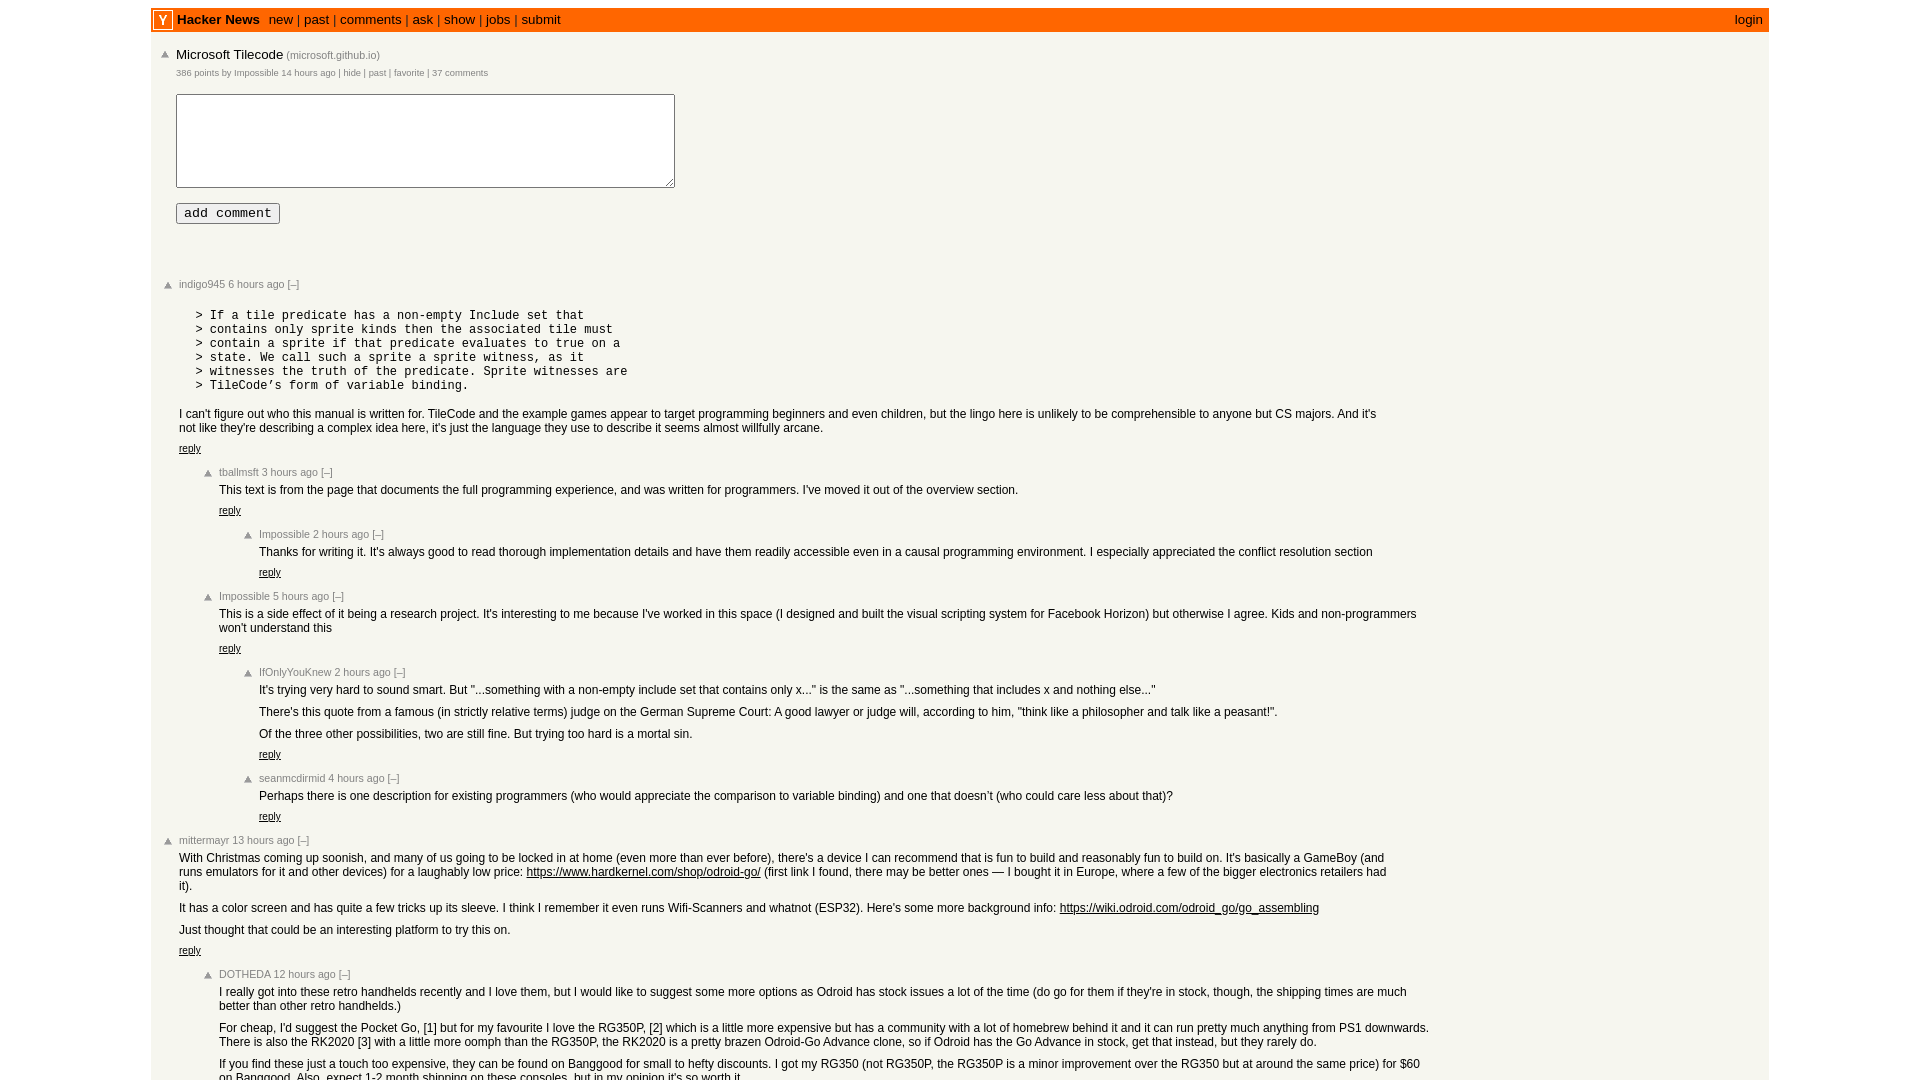 Y Hacker News new | past | comments | ask | show | jobs | submit login
Microsoft Tilecode (microsoft.github.io)
386 points by Impossible 14 hours ago | hide | past | favorite | 37 comments
add comment
indigo945 6 hours ago [–]
> If a tile predicate has a non-empty Include set that
> contains only sprite kinds then the associated tile must
> contain a sprite if that predicate evaluates to true on a
> state. We call such a sprite a sprite witness, as it
> witnesses the truth of the predicate. Sprite witnesses are
> TileCode’s form of variable binding.
I can't figure out who this manual is written for. TileCode and the example games appear to target programming beginners and even children, but the lingo here is unlikely to be comprehensible to anyone but CS majors. And it's
not like they're describing a complex idea here, it's just the language they use to describe it seems almost willfully arcane.
reply
tballmsft 3 hours ago [–]
This text is from the page that documents the full programming experience, and was written for programmers. I've moved it out of the overview section.
reply
Impossible 2 hours ago [–]
Thanks for writing it. It's always good to read thorough implementation details and have them readily accessible even in a causal programming environment. I especially appreciated the conflict resolution section
reply
Impossible 5 hours ago [–]
This is a side effect of it being a research project. It's interesting to me because I've worked in this space (I designed and built the visual scripting system for Facebook Horizon) but otherwise I agree. Kids and non-programmers
won't understand this
reply
IfOnlyYouKnew 2 hours ago [–]
It's trying very hard to sound smart. But "...something with a non-empty include set that contains only x..." is the same as "...something that includes x and nothing else..."
There's this quote from a famous (in strictly relative terms) judge on the German Supreme Court: A good lawyer or judge will, according to him, "think like a philosopher and talk like a peasant!".
Of the three other possibilities, two are still fine. But trying too hard is a mortal sin.
reply
seanmcdirmid 4 hours ago [–]
Perhaps there is one description for existing programmers (who would appreciate the comparison to variable binding) and one that doesn’t (who could care less about that)?
reply
mittermayr 13 hours ago [–]
With Christmas coming up soonish, and many of us going to be locked in at home (even more than ever before), there's a device I can recommend that is fun to build and reasonably fun to build on. It's basically a GameBoy (and
runs emulators for it and other devices) for a laughably low price: https://www.hardkernel.com/shop/odroid-go/ (first link I found, there may be better ones — I bought it in Europe, where a few of the bigger electronics retailers had
it).
It has a color screen and has quite a few tricks up its sleeve. I think I remember it even runs Wifi-Scanners and whatnot (ESP32). Here's some more background info: https://wiki.odroid.com/odroid_go/go_assembling
Just thought that could be an interesting platform to try this on.
reply
DOTHEDA 12 hours ago [–]
I really got into these retro handhelds recently and I love them, but I would like to suggest some more options as Odroid has stock issues a lot of the time (do go for them if they're in stock, though, the shipping times are much
better than other retro handhelds.)
For cheap, I'd suggest the Pocket Go, [1] but for my favourite I love the RG350P, [2] which is a little more expensive but has a community with a lot of homebrew behind it and it can run pretty much anything from PS1 downwards.
There is also the RK2020 [3] with a little more oomph than the RG350P, the RK2020 is a pretty brazen Odroid-Go Advance clone, so if Odroid has the Go Advance in stock, get that instead, but they rarely do.
If you find these just a touch too expensive, they can be found on Banggood for small to hefty discounts. I got my RG350 (not RG350P, the RG350P is a minor improvement over the RG350 but at around the same price) for $60
on Banggood. Also, expect 1-2 month shipping on these consoles, but in my opinion it's so worth it.